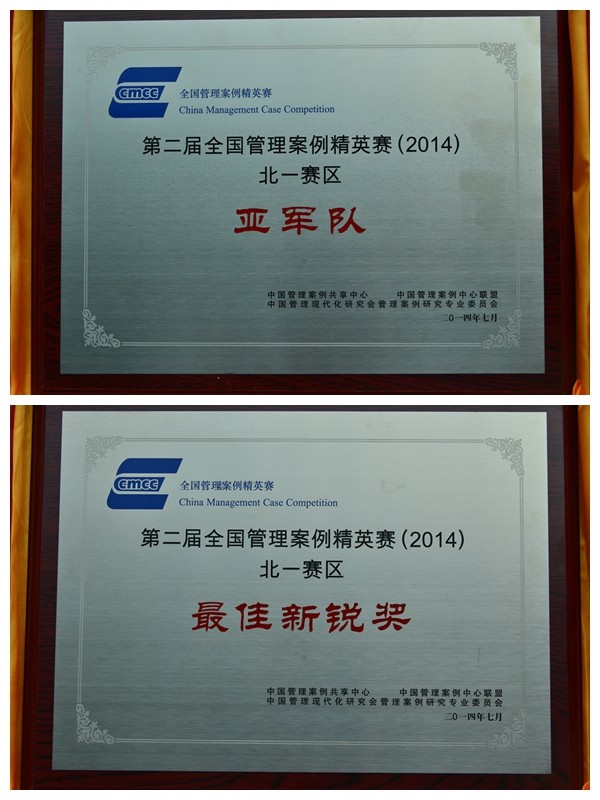 cmcc
全国管理案例精英赛
China Management Case Competition
第二届全国管理案例精英赛(2014)
北一赛区
亚军队
中国管理案例共享中心 中国管理案例中心联盟
中国管理现代化研究会管理案例研究专业委员会
二〇一四年七月
cmcc
全国管理案例精英赛
China Management Case Competition
第二届全国管理案例精英赛(2014)
北一赛区
最佳新锐奖
中国管理案例共享中心 中国管理案例中心联盟
中国管理现代化研究会管理案例研究专业委员会
二〇一四年七月